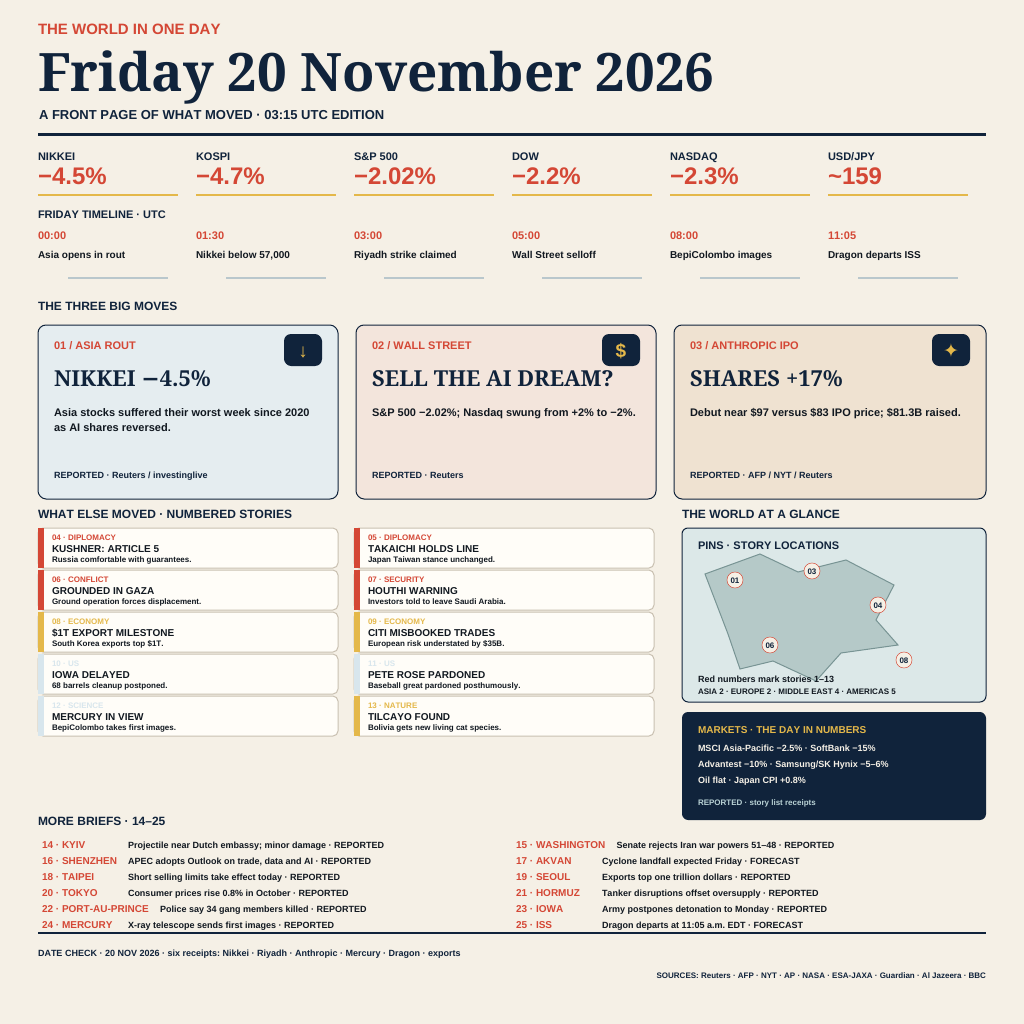 THE WORLD IN ONE DAY
Friday 20 November 2026
A FRONT PAGE OF WHAT MOVED · 03:15 UTC EDITION
NIKKEI
−4.5%
KOSPI
−4.7%
S&P 500
−2.02%
DOW
−2.2%
NASDAQ
−2.3%
USD/JPY
~159
FRIDAY TIMELINE · UTC
00:00
Asia opens in rout
01:30
Nikkei below 57,000
03:00
Riyadh strike claimed
05:00
Wall Street selloff
08:00
BepiColombo images
11:05
Dragon departs ISS
THE THREE BIG MOVES
01 / ASIA ROUT
↓
NIKKEI −4.5%
Asia stocks suffered their worst week since 2020
as AI shares reversed.
REPORTED · Reuters / investinglive
02 / WALL STREET
$
SELL THE AI DREAM?
S&P 500 −2.02%; Nasdaq swung from +2% to −2%.
REPORTED · Reuters
03 / ANTHROPIC IPO
✦
SHARES +17%
Debut near $97 versus $83 IPO price; $81.3B raised.
REPORTED · AFP / NYT / Reuters
WHAT ELSE MOVED · NUMBERED STORIES
04 · DIPLOMACY
KUSHNER: ARTICLE 5
Russia comfortable with guarantees.
05 · DIPLOMACY
TAKAICHI HOLDS LINE
Japan Taiwan stance unchanged.
06 · CONFLICT
GROUNDED IN GAZA
Ground operation forces displacement.
07 · SECURITY
HOUTHI WARNING
Investors told to leave Saudi Arabia.
08 · ECONOMY
$1T EXPORT MILESTONE
South Korea exports top $1T.
09 · ECONOMY
CITI MISBOOKED TRADES
European risk understated by $35B.
10 · US
IOWA DELAYED
68 barrels cleanup postponed.
11 · US
PETE ROSE PARDONED
Baseball great pardoned posthumously.
12 · SCIENCE
MERCURY IN VIEW
BepiColombo takes first images.
13 · NATURE
TILCAYO FOUND
Bolivia gets new living cat species.
THE WORLD AT A GLANCE
PINS · STORY LOCATIONS
01
03
04
06
08
Red numbers mark stories 1–13
ASIA 2 · EUROPE 2 · MIDDLE EAST 4 · AMERICAS 5
MARKETS · THE DAY IN NUMBERS
MSCI Asia-Pacific −2.5% · SoftBank −15%
Advantest −10% · Samsung/SK Hynix −5–6%
Oil flat · Japan CPI +0.8%
REPORTED · story list receipts
MORE BRIEFS · 14–25
14 · KYIV Projectile near Dutch embassy; minor damage · REPORTED
15 · WASHINGTON Senate rejects Iran war powers 51–48 · REPORTED
16 · SHENZHEN APEC adopts Outlook on trade, data and AI · REPORTED
17 · AKVAN Cyclone landfall expected Friday · FORECAST
18 · TAIPEI Short selling limits take effect today · REPORTED
19 · SEOUL Exports top one trillion dollars · REPORTED
20 · TOKYO Consumer prices rise 0.8% in October · REPORTED
21 · HORMUZ Tanker disruptions offset oversupply · REPORTED
22 · PORT-AU-PRINCE Police say 34 gang members killed · REPORTED
23 · IOWA Army postpones detonation to Monday · REPORTED
24 · MERCURY X-ray telescope sends first images · REPORTED
25 · ISS Dragon departs at 11:05 a.m. EDT · FORECAST
DATE CHECK · 20 NOV 2026 · six receipts: Nikkei · Riyadh · Anthropic · Mercury · Dragon · exports
SOURCES: Reuters · AFP · NYT · AP · NASA · ESA-JAXA · Guardian · Al Jazeera · BBC